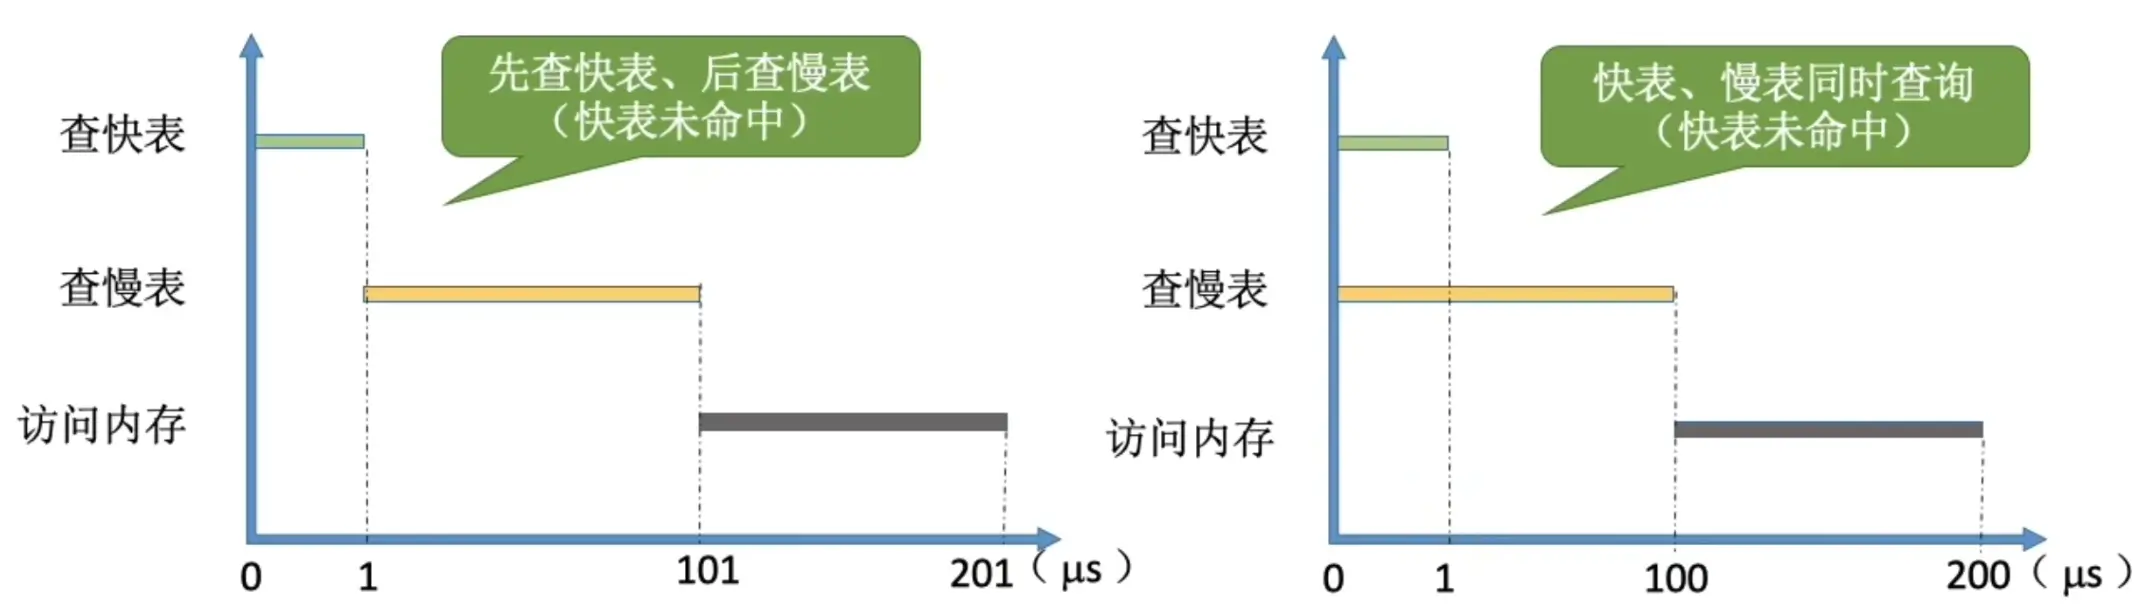 先查快表、后查慢表
（快表未命中）
查快表
查慢表
访问内存
0
1
101
201（μs）
快表、慢表同时查询
（快表未命中）
查快表
查慢表
访问内存
0
1
100
200（μs）